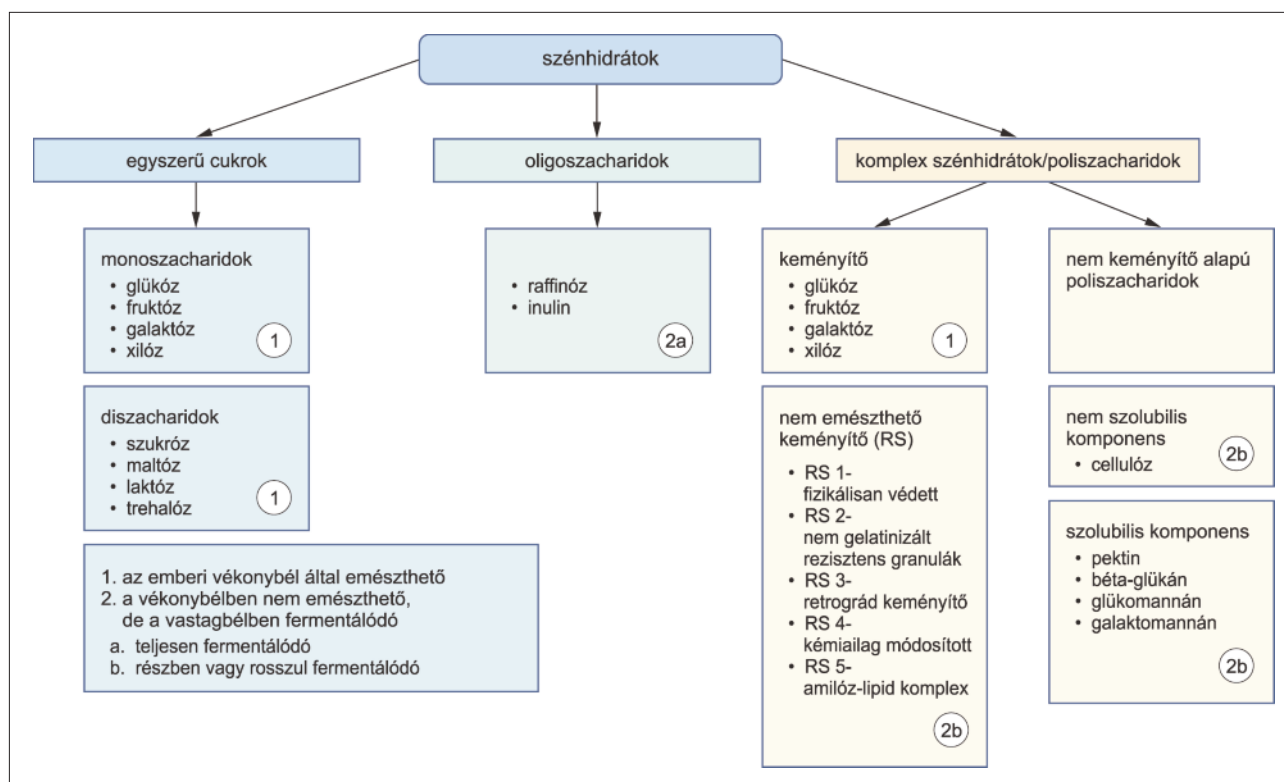 szénhidrátok
egyszerű cukrok
oligoszacharidok
komplex szénhidrátok/poliszacharidok
monoszacharidok
• glükóz
• fruktóz
• galaktóz
• xilóz
1
• raffinóz
• inulin
2a
keményítő
• glükóz
• fruktóz
• galaktóz
• xilóz
1
nem keményítő alapú
poliszacharidok
diszacharidok
• szukróz
• maltóz
• laktóz
• trehalóz
1
nem emészthető
keményítő (RS)
• RS 1-
fizikálisan védett
• RS 2-
nem gelatinizált
rezisztens granulák
• RS 3-
retrográd keményítő
• RS 4-
kémiailag módosított
• RS 5-
amilóz-lipid komplex
2b
nem szolubilis
komponens
• cellulóz
2b
szolubilis komponens
• pektin
• béta-glükán
• glükomannán
• galaktomannán
2b
1. az emberi vékonybél által emészthető
2. a vékonybélben nem emészthető,
de a vastagbélben fermentálódó
a. teljesen fermentálódó
b. részben vagy rosszul fermentálódó